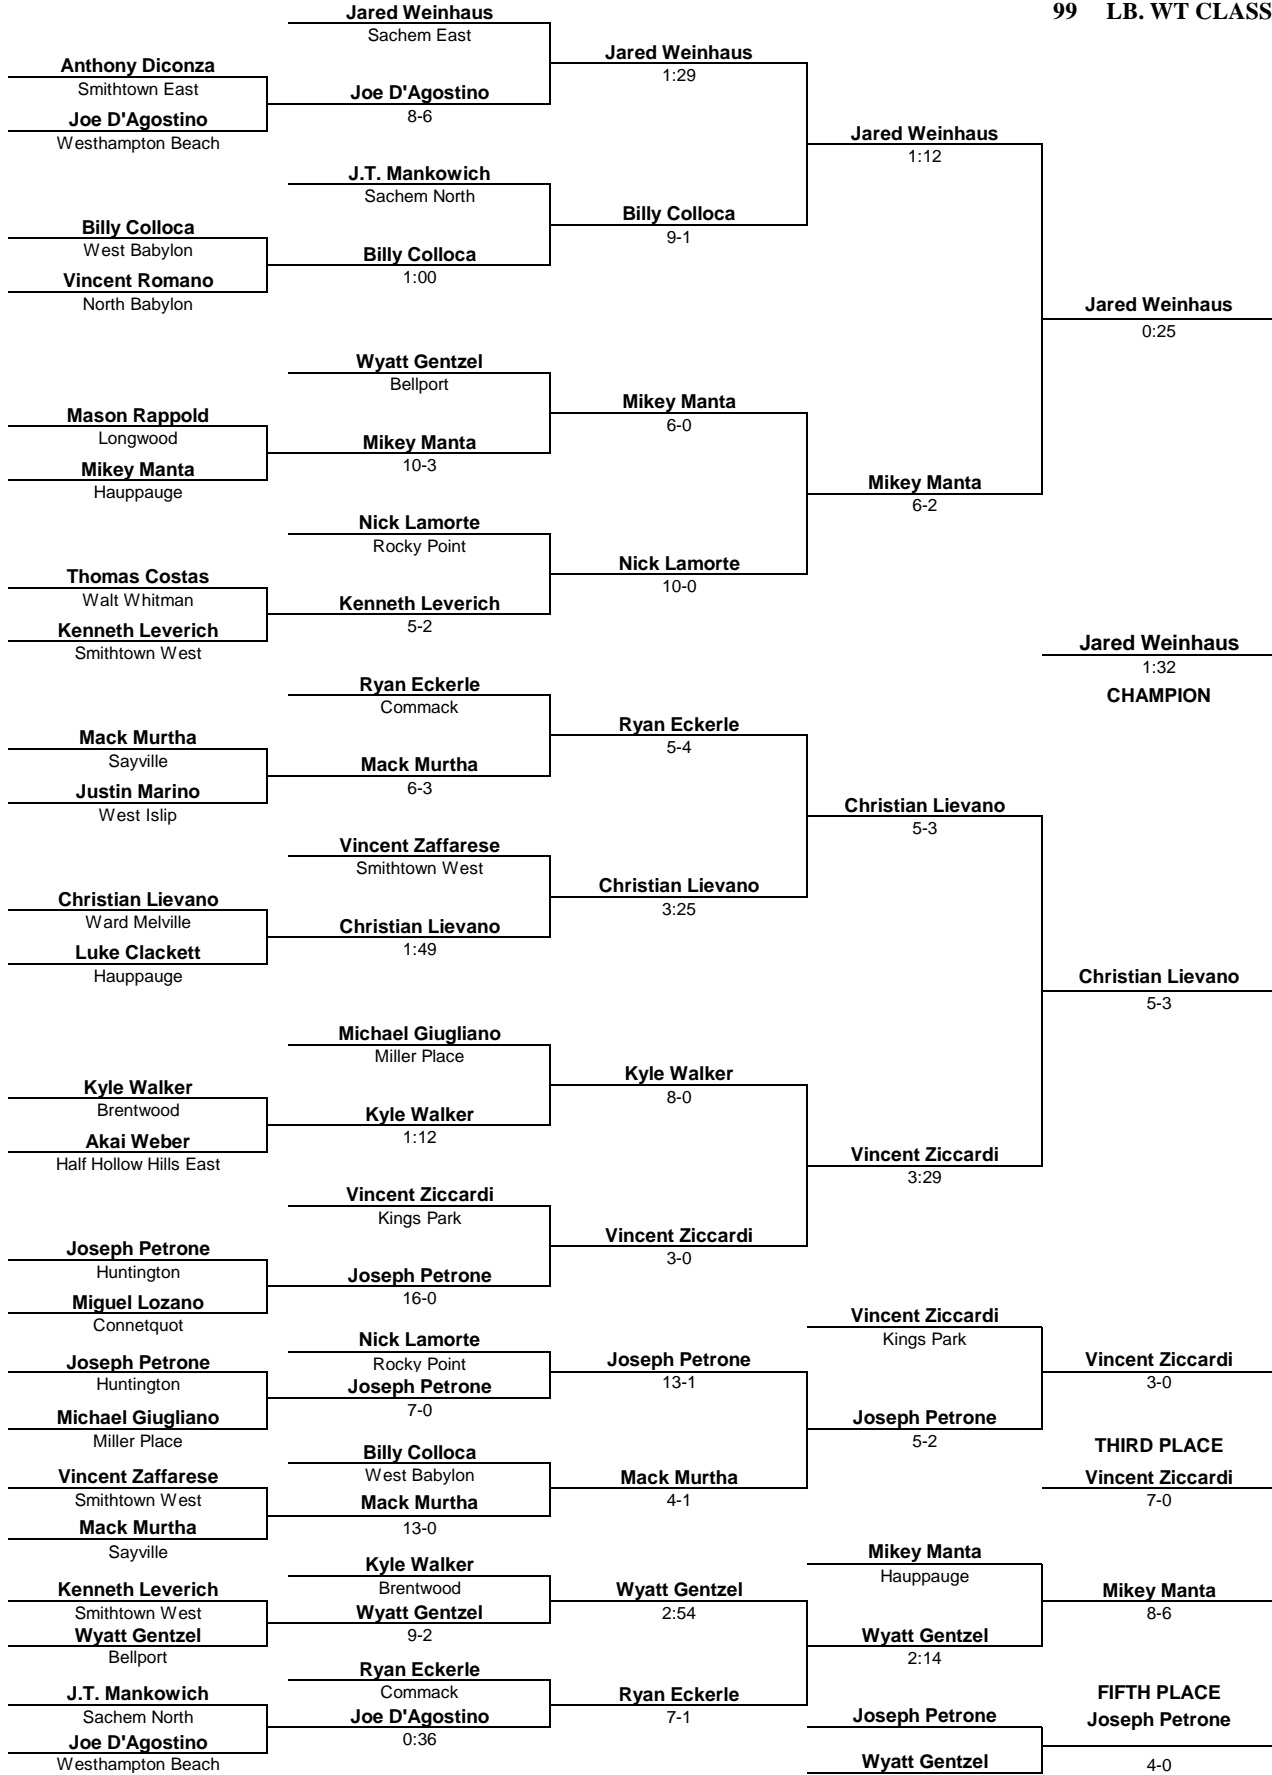 99 LB. WT CLASS
Jared Weinhaus
Sachem East
Anthony Diconza
Smithtown East
Joe D'Agostino
Westhampton Beach
Joe D'Agostino
8-6
Jared Weinhaus
1:29
J.T. Mankowich
Sachem North
Billy Colloca
West Babylon
Vincent Romano
North Babylon
Billy Colloca
1:00
Billy Colloca
9-1
Jared Weinhaus
1:12
Wyatt Gentzel
Bellport
Mason Rappold
Longwood
Mikey Manta
Hauppauge
Mikey Manta
10-3
Mikey Manta
6-0
Nick Lamorte
Rocky Point
Thomas Costas
Walt Whitman
Kenneth Leverich
Smithtown West
Kenneth Leverich
5-2
Nick Lamorte
10-0
Mikey Manta
6-2
Jared Weinhaus
0:25
Jared Weinhaus
1:32
CHAMPION
Ryan Eckerle
Commack
Mack Murtha
Sayville
Justin Marino
West Islip
Mack Murtha
6-3
Ryan Eckerle
5-4
Vincent Zaffarese
Smithtown West
Christian Lievano
Ward Melville
Luke Clackett
Hauppauge
Christian Lievano
1:49
Christian Lievano
3:25
Christian Lievano
5-3
Michael Giugliano
Miller Place
Kyle Walker
Brentwood
Akai Weber
Half Hollow Hills East
Kyle Walker
1:12
Kyle Walker
8-0
Vincent Ziccardi
Kings Park
Joseph Petrone
Huntington
Miguel Lozano
Connetquot
Joseph Petrone
16-0
Vincent Ziccardi
3-0
Vincent Ziccardi
3:29
Christian Lievano
5-3
Joseph Petrone
Huntington
Michael Giugliano
Miller Place
Nick Lamorte
Rocky Point
Joseph Petrone
7-0
Joseph Petrone
13-1
Vincent Zaffarese
Smithtown West
Mack Murtha
Sayville
Billy Colloca
West Babylon
Mack Murtha
13-0
Mack Murtha
4-1
Vincent Ziccardi
Kings Park
Joseph Petrone
5-2
Vincent Ziccardi
3-0
THIRD PLACE
Vincent Ziccardi
7-0
Kenneth Leverich
Smithtown West
Wyatt Gentzel
Bellport
Kyle Walker
Brentwood
Wyatt Gentzel
9-2
Wyatt Gentzel
2:54
J.T. Mankowich
Sachem North
Joe D'Agostino
Westhampton Beach
Ryan Eckerle
Commack
Joe D'Agostino
0:36
Ryan Eckerle
7-1
Mikey Manta
Hauppauge
Wyatt Gentzel
2:14
Mikey Manta
8-6
FIFTH PLACE
Joseph Petrone
Wyatt Gentzel
Joseph Petrone
4-0